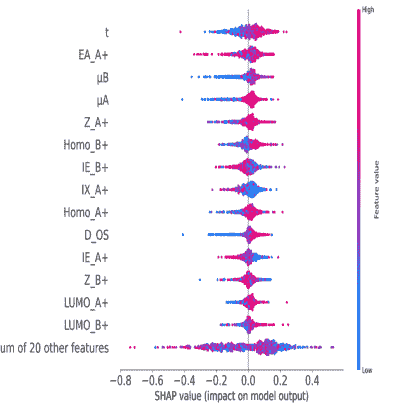 High
t
EA_A+
μB
μA
Z_A+
Homo_B+
IE_B+
IX_A+
Homo_A+
D_OS
IE_A+
Z_B+
LUMO_A+
LUMO_B+
um of 20 other features
Feature value
Low
−0.8 −0.6 −0.4 −0.2 0.0 0.2 0.4
SHAP value (impact on model output)